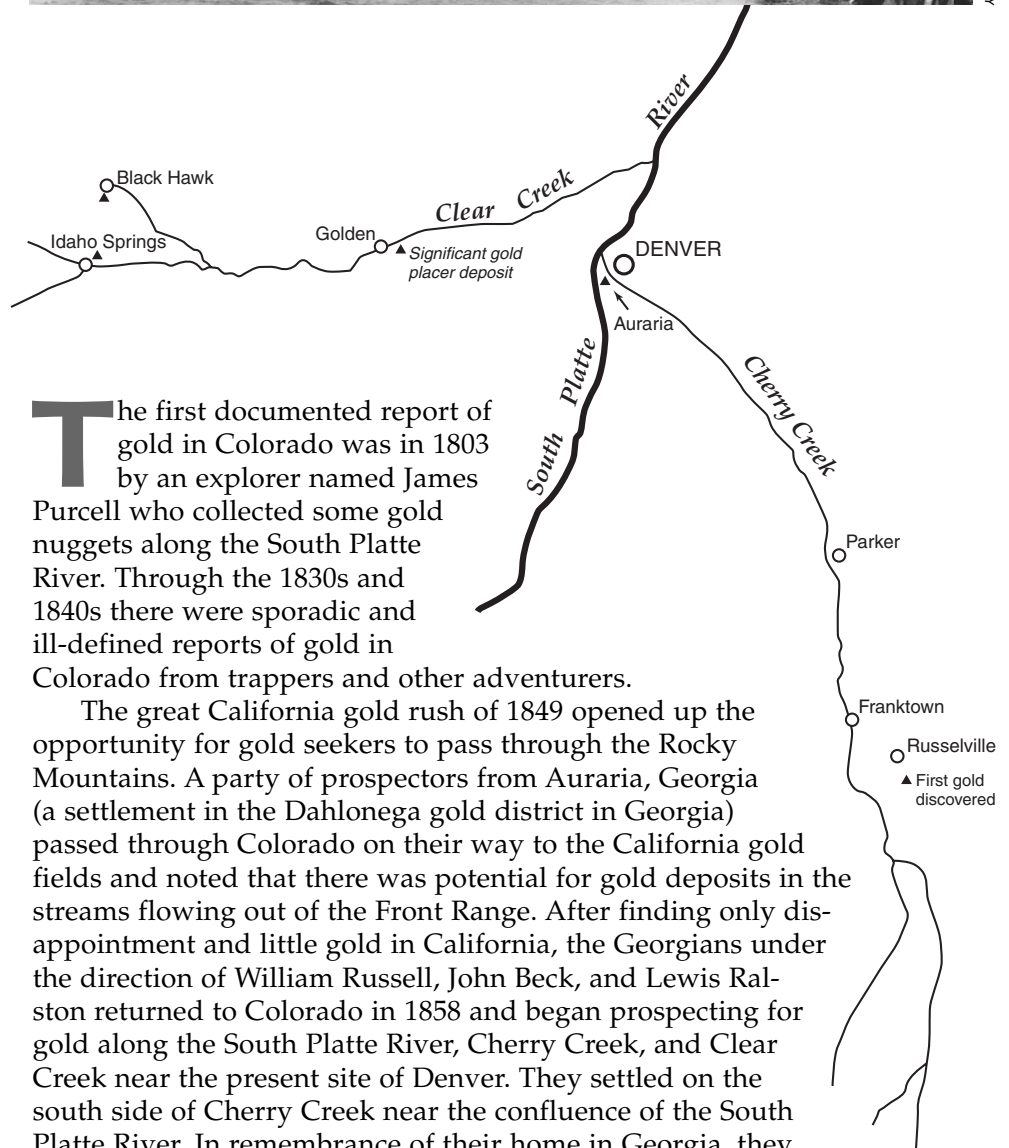 River
Black Hawk
Clear Creek
Idaho Springs
Golden
Significant gold
placer deposit
DENVER
Auraria
South Platte
Cherry Creek
Parker
Franktown
Russelville
First gold
discovered
The first documented report of
gold in Colorado was in 1803
by an explorer named James
Purcell who collected some gold
nuggets along the South Platte
River. Through the 1830s and
1840s there were sporadic and
ill-defined reports of gold in
Colorado from trappers and other adventurers.
The great California gold rush of 1849 opened up the
opportunity for gold seekers to pass through the Rocky
Mountains. A party of prospectors from Auraria, Georgia
(a settlement in the Dahlonega gold district in Georgia)
passed through Colorado on their way to the California gold
fields and noted that there was potential for gold deposits in the
streams flowing out of the Front Range. After finding only dis-
appointment and little gold in California, the Georgians under
the direction of William Russell, John Beck, and Lewis Ral-
ston returned to Colorado in 1858 and began prospecting for
gold along the South Platte River, Cherry Creek, and Clear
Creek near the present site of Denver. They settled on the
south side of Cherry Creek near the confluence of the South
Platte River. In remembrance of their home in Georgia, they